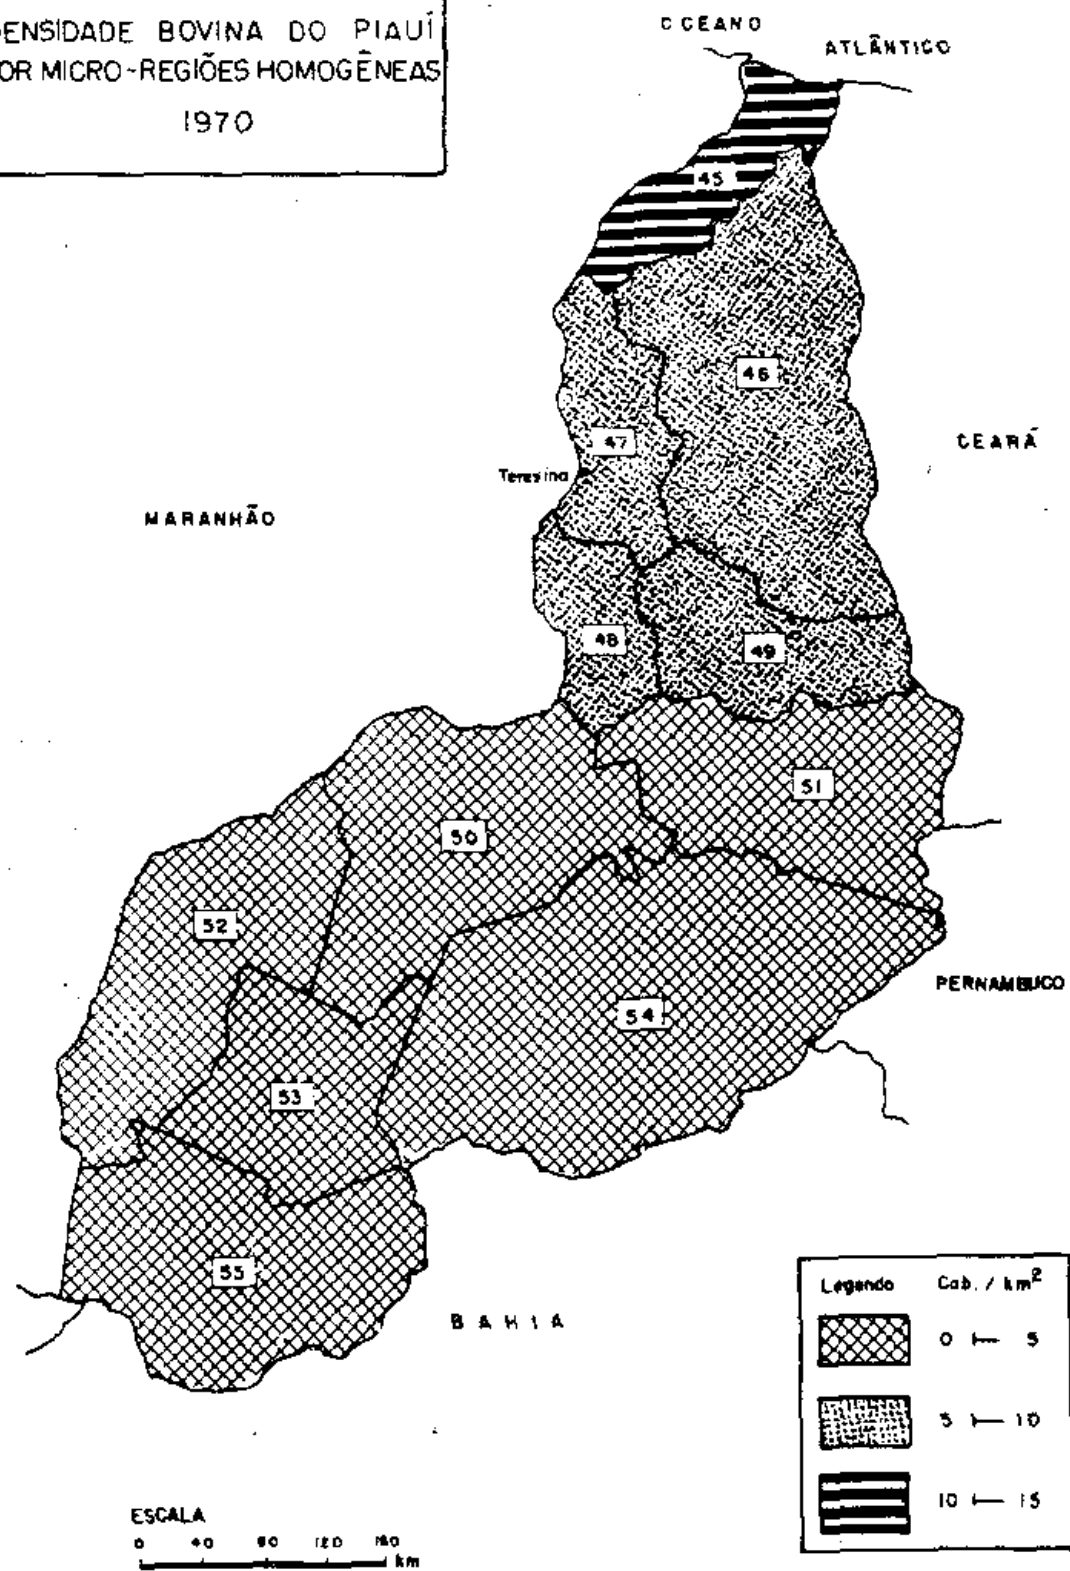 DENSIDADE BOVINA DO PIAUÍ
OR MICRO-REGIÕES HOMOGÊNEAS
1970
OCEANO
ATLÂNTICO
45
46
47
CEARÁ
Teresina
MARANHÃO
48
49
51
50
52
PERNAMBUCO
54
53
55
BAHIA
Legenda Cab. / km²
0 ⊢ 5
5 ⊢ 10
10 ⊢ 15
ESCALA
0 40 80 120 160
km